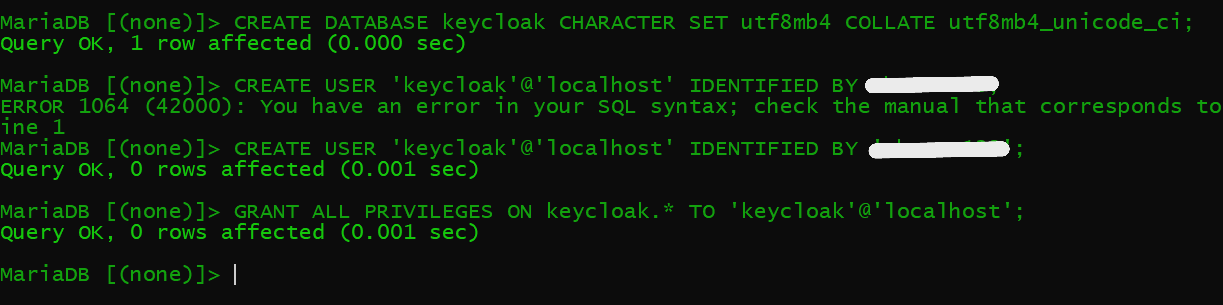 MariaDB [(none)]> CREATE DATABASE keycloak CHARACTER SET utf8mb4 COLLATE utf8mb4_unicode_ci;
Query OK, 1 row affected (0.000 sec)
MariaDB [(none)]> CREATE USER 'keycloak'@'localhost' IDENTIFIED BY
ERROR 1064 (42000): You have an error in your SQL syntax; check the manual that corresponds to
ine 1
MariaDB [(none)]> CREATE USER 'keycloak'@'localhost' IDENTIFIED BY ;
Query OK, 0 rows affected (0.001 sec)
MariaDB [(none)]> GRANT ALL PRIVILEGES ON keycloak.* TO 'keycloak'@'localhost';
Query OK, 0 rows affected (0.001 sec)
MariaDB [(none)]>